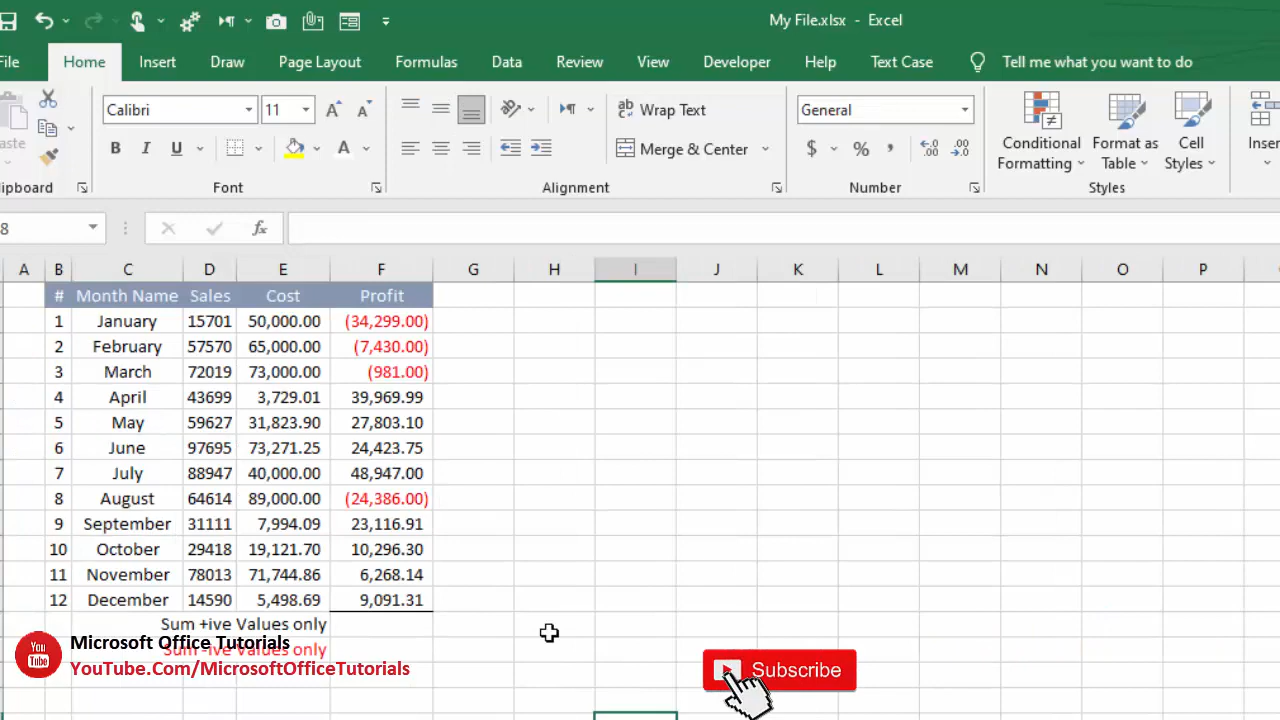 My File.xlsx - Excel
File Home Insert Draw Page Layout Formulas Data Review View Developer Help Text Case Tell me what you want to do
Calibri 11 Wrap Text General Conditional Formatting Format as Table Cell Styles
B I U A Merge & Center $ % ,
Font Alignment Number Styles
8 fx
A B C D E F G H I J K L M N O P
# Month Name Sales Cost Profit
1 January 15701 50,000.00 (34,299.00)
2 February 57570 65,000.00 (7,430.00)
3 March 72019 73,000.00 (981.00)
4 April 43699 3,729.01 39,969.99
5 May 59627 31,823.90 27,803.10
6 June 97695 73,271.25 24,423.75
7 July 88947 40,000.00 48,947.00
8 August 64614 89,000.00 (24,386.00)
9 September 31111 7,994.09 23,116.91
10 October 29418 19,121.70 10,296.30
11 November 78013 71,744.86 6,268.14
12 December 14590 5,498.69 9,091.31
Sum +ive Values only
Sum -ive Values only
You Tube
Microsoft Office Tutorials
YouTube.Com/MicrosoftOfficeTutorials
Subscribe